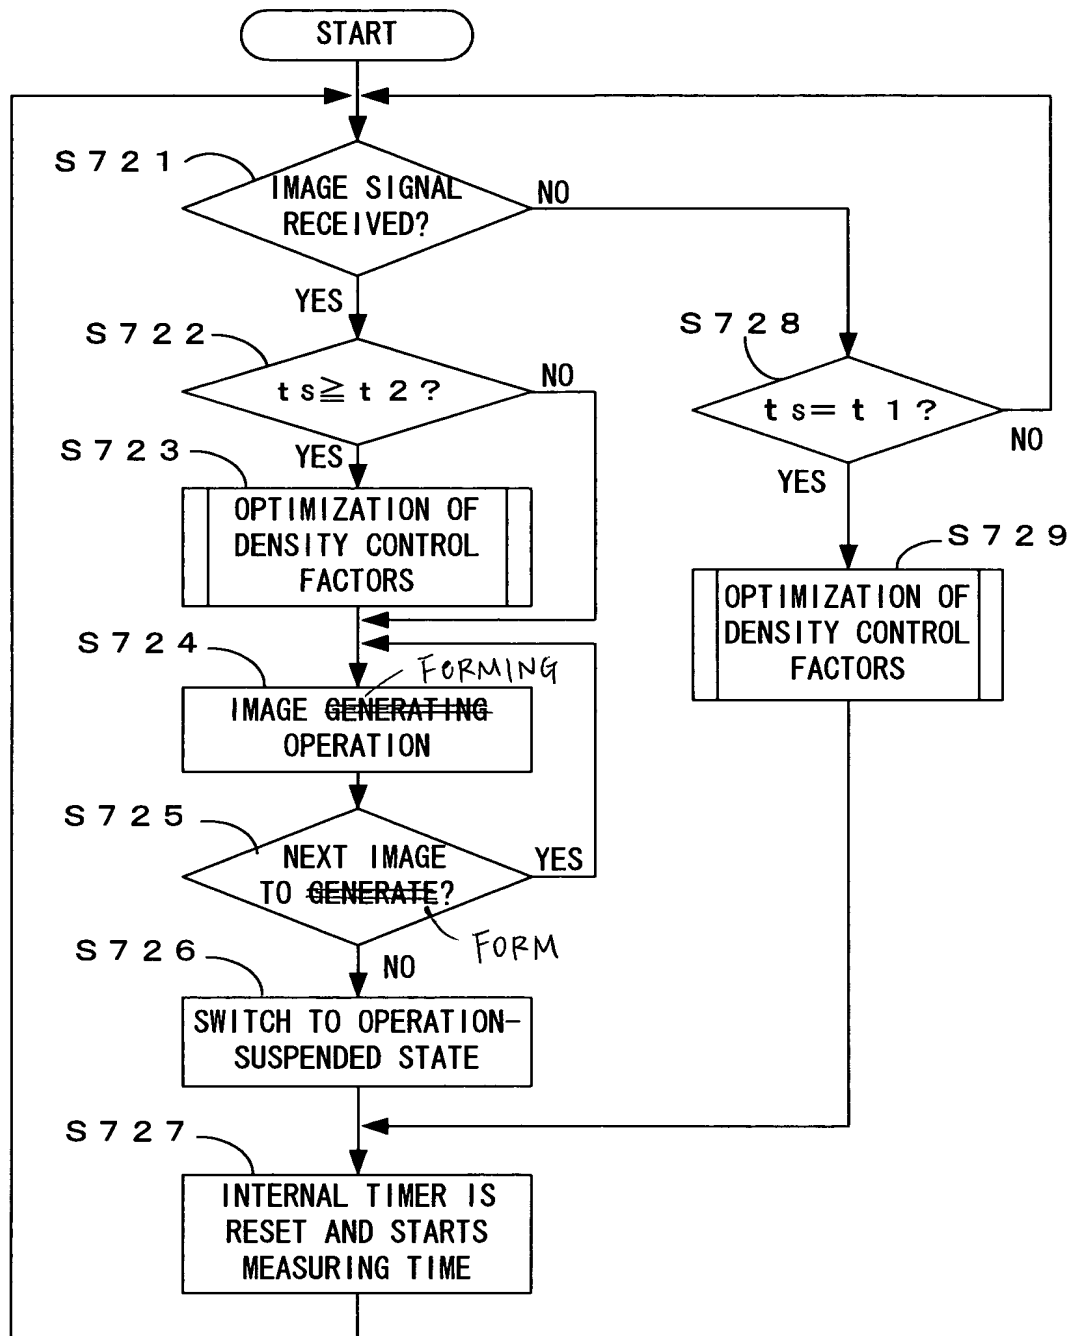 START
S721
IMAGE SIGNAL
RECEIVED?
NO
YES
S722
ts≧t2?
NO
YES
S728
ts=t1?
NO
YES
S723
OPTIMIZATION OF
DENSITY CONTROL
FACTORS
S729
OPTIMIZATION OF
DENSITY CONTROL
FACTORS
S724
FORMING
IMAGE GENERATING
OPERATION
S725
NEXT IMAGE
TO GENERATE?
YES
FORM
NO
S726
SWITCH TO OPERATION-
SUSPENDED STATE
S727
INTERNAL TIMER IS
RESET AND STARTS
MEASURING TIME